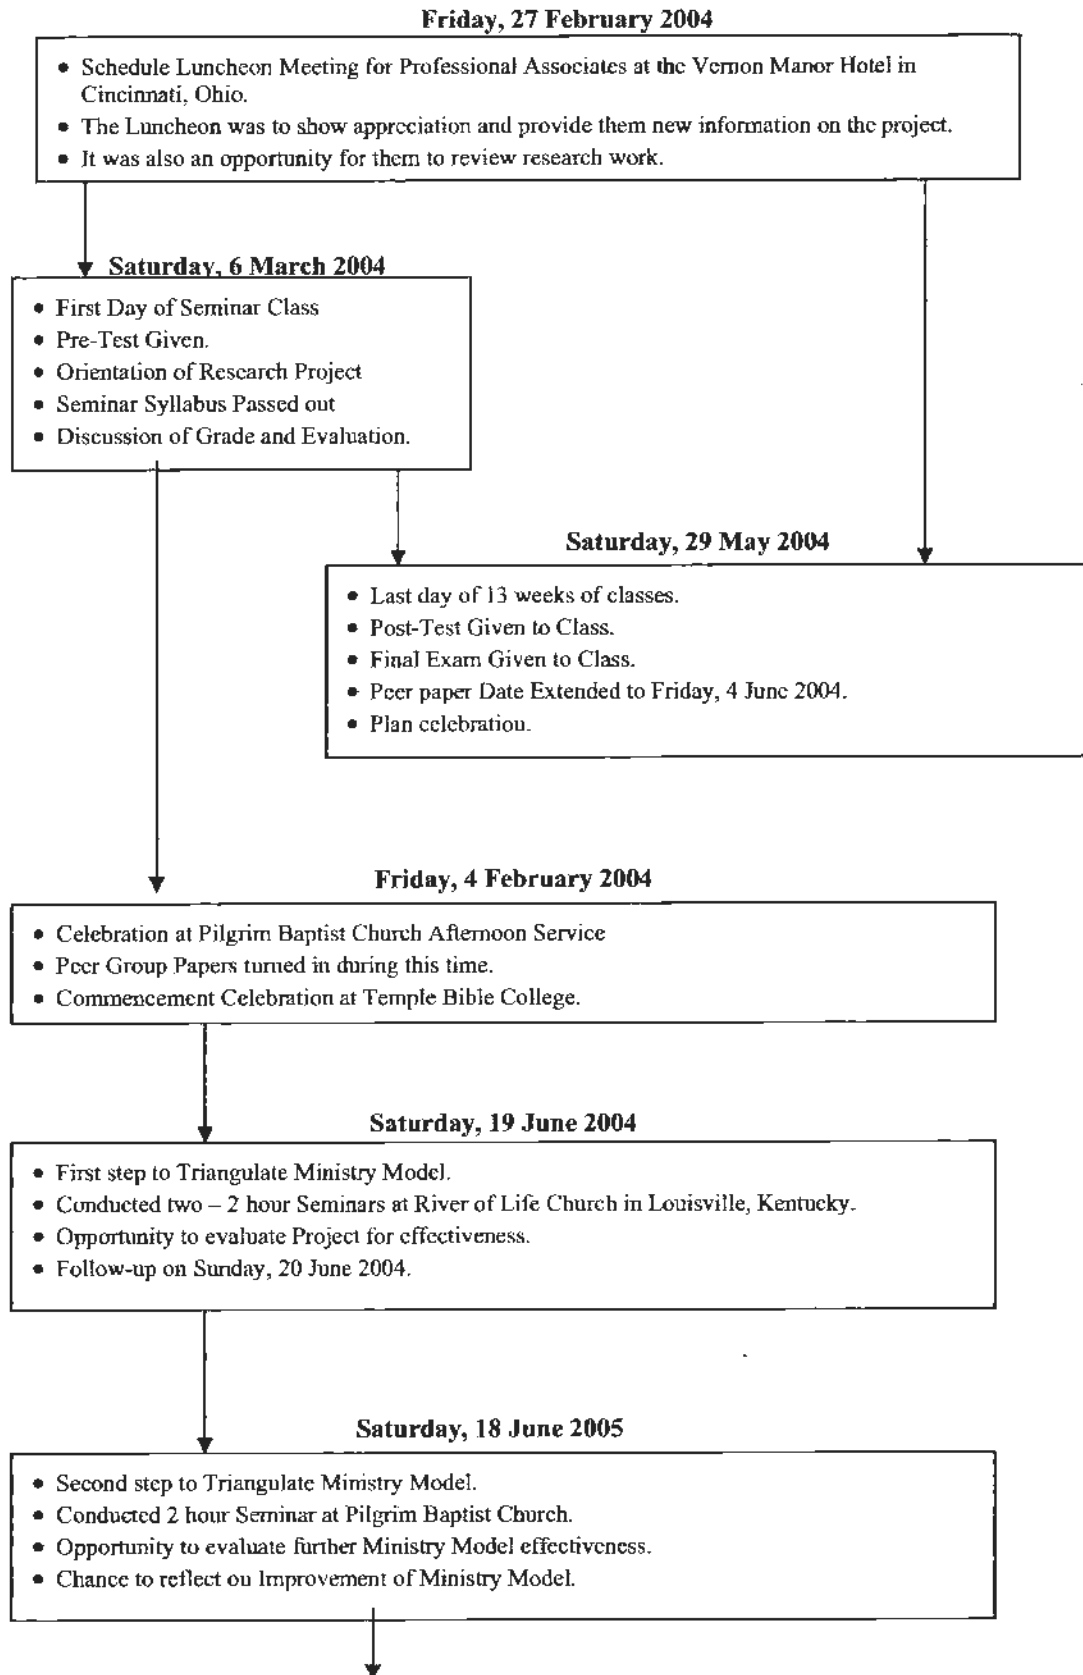 Friday, 27 February 2004
• Schedule Luncheon Meeting for Professional Associates at the Vernon Manor Hotel in
Cincinnati, Ohio.
• The Luncheon was to show appreciation and provide them new information on the project.
• It was also an opportunity for them to review research work.
Saturday, 6 March 2004
• First Day of Seminar Class
• Pre-Test Given.
• Orientation of Research Project
• Seminar Syllabus Passed out
• Discussion of Grade and Evaluation.
Saturday, 29 May 2004
• Last day of 13 weeks of classes.
• Post-Test Given to Class.
• Final Exam Given to Class.
• Peer paper Date Extended to Friday, 4 June 2004.
• Plan celebration.
Friday, 4 February 2004
• Celebration at Pilgrim Baptist Church Afternoon Service
• Peer Group Papers turned in during this time.
• Commencement Celebration at Temple Bible College.
Saturday, 19 June 2004
• First step to Triangulate Ministry Model.
• Conducted two – 2 hour Seminars at River of Life Church in Louisville, Kentucky.
• Opportunity to evaluate Project for effectiveness.
• Follow-up on Sunday, 20 June 2004.
Saturday, 18 June 2005
• Second step to Triangulate Ministry Model.
• Conducted 2 hour Seminar at Pilgrim Baptist Church.
• Opportunity to evaluate further Ministry Model effectiveness.
• Chance to reflect on Improvement of Ministry Model.